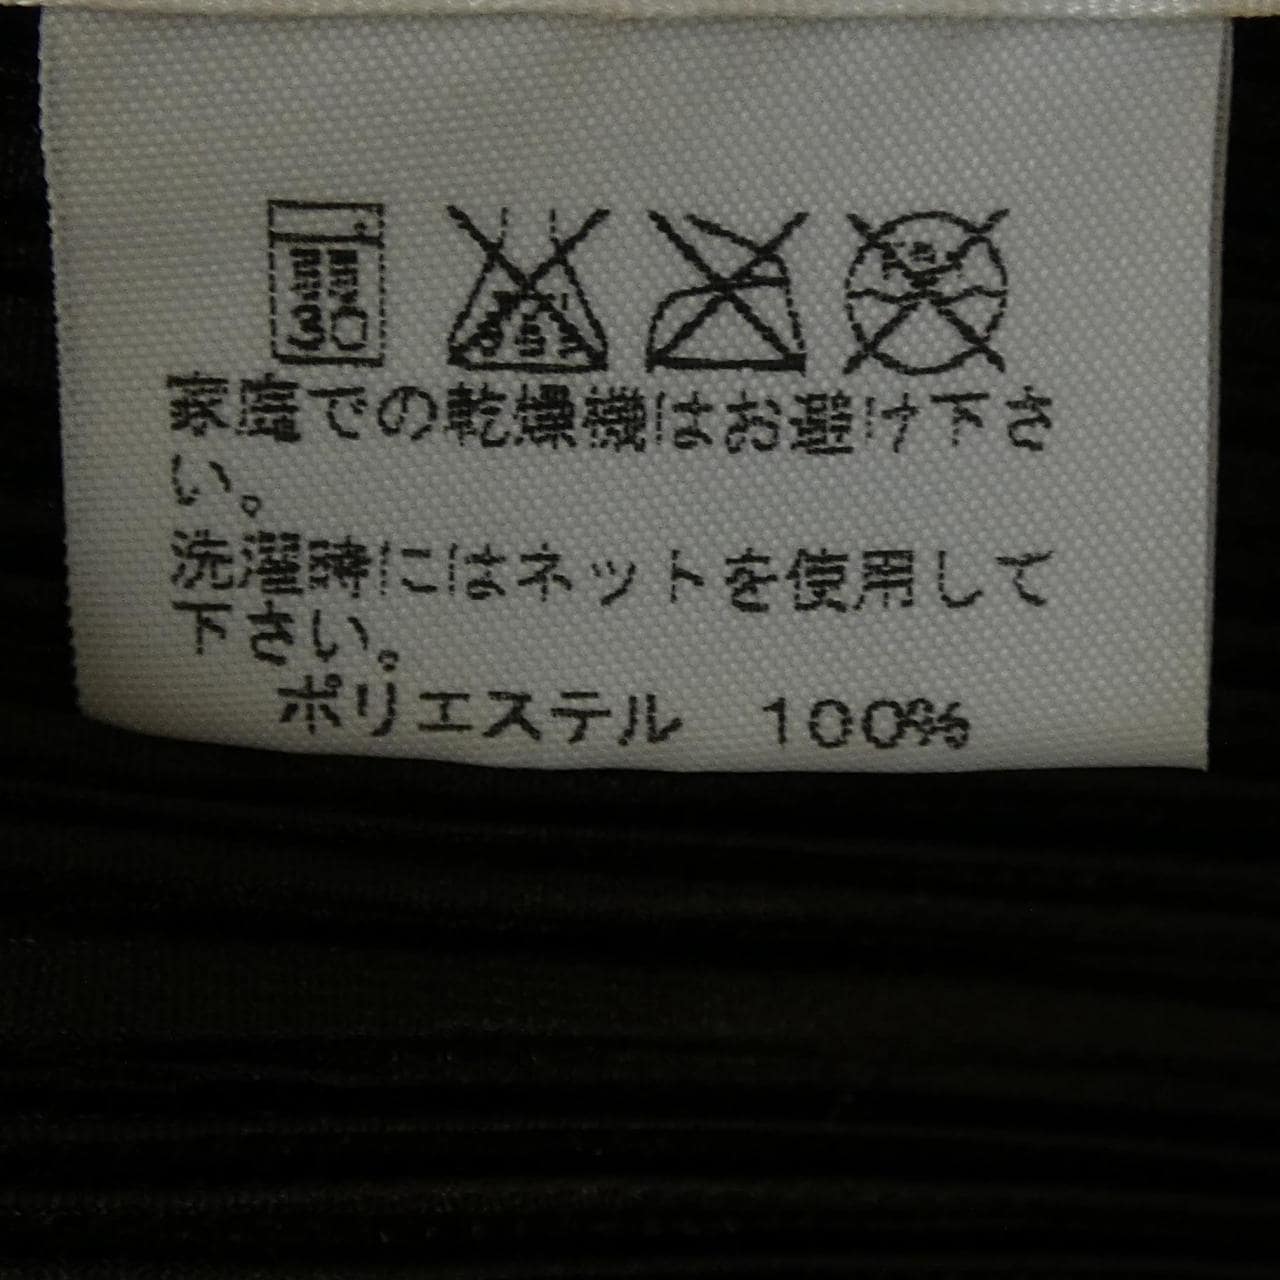 家庭での乾燥機はお避け下さ
い。
洗濯時にはネットを使用して
下さい。
ポリエステル 100%